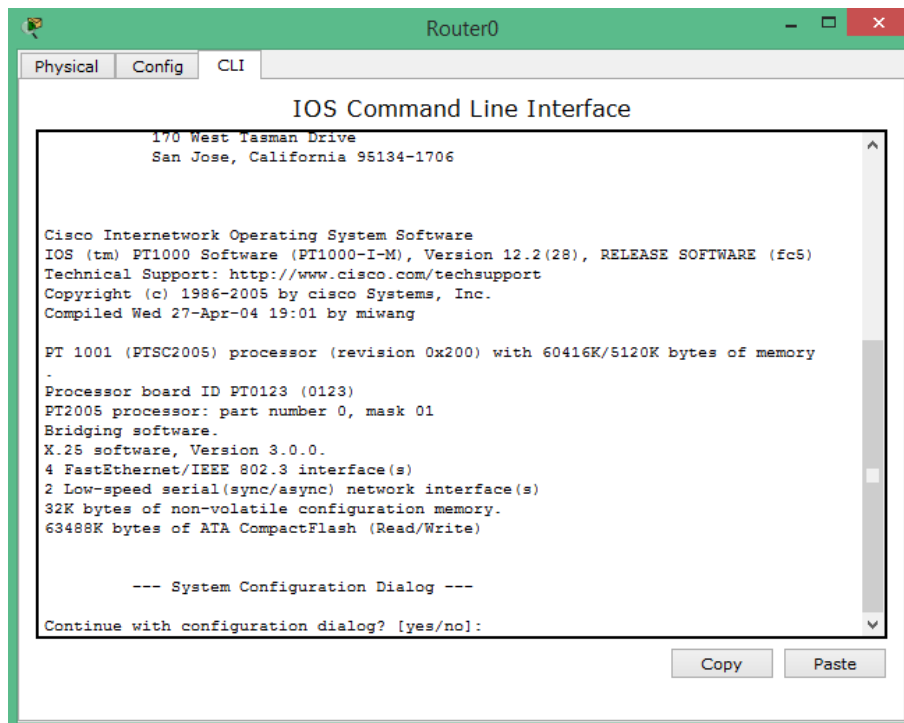 Router0
Physical
Config
CLI
IOS Command Line Interface
170 West Tasman Drive
San Jose, California 95134-1706
Cisco Internetwork Operating System Software
IOS (tm) PT1000 Software (PT1000-I-M), Version 12.2(28), RELEASE SOFTWARE (fc5)
Technical Support: http://www.cisco.com/techsupport
Copyright (c) 1986-2005 by cisco Systems, Inc.
Compiled Wed 27-Apr-04 19:01 by miwang
PT 1001 (PTSC2005) processor (revision 0x200) with 60416K/5120K bytes of memory
.
Processor board ID PT0123 (0123)
PT2005 processor: part number 0, mask 01
Bridging software.
X.25 software, Version 3.0.0.
4 FastEthernet/IEEE 802.3 interface(s)
2 Low-speed serial(sync/async) network interface(s)
32K bytes of non-volatile configuration memory.
63488K bytes of ATA CompactFlash (Read/Write)
--- System Configuration Dialog ---
Continue with configuration dialog? [yes/no]:
Copy
Paste